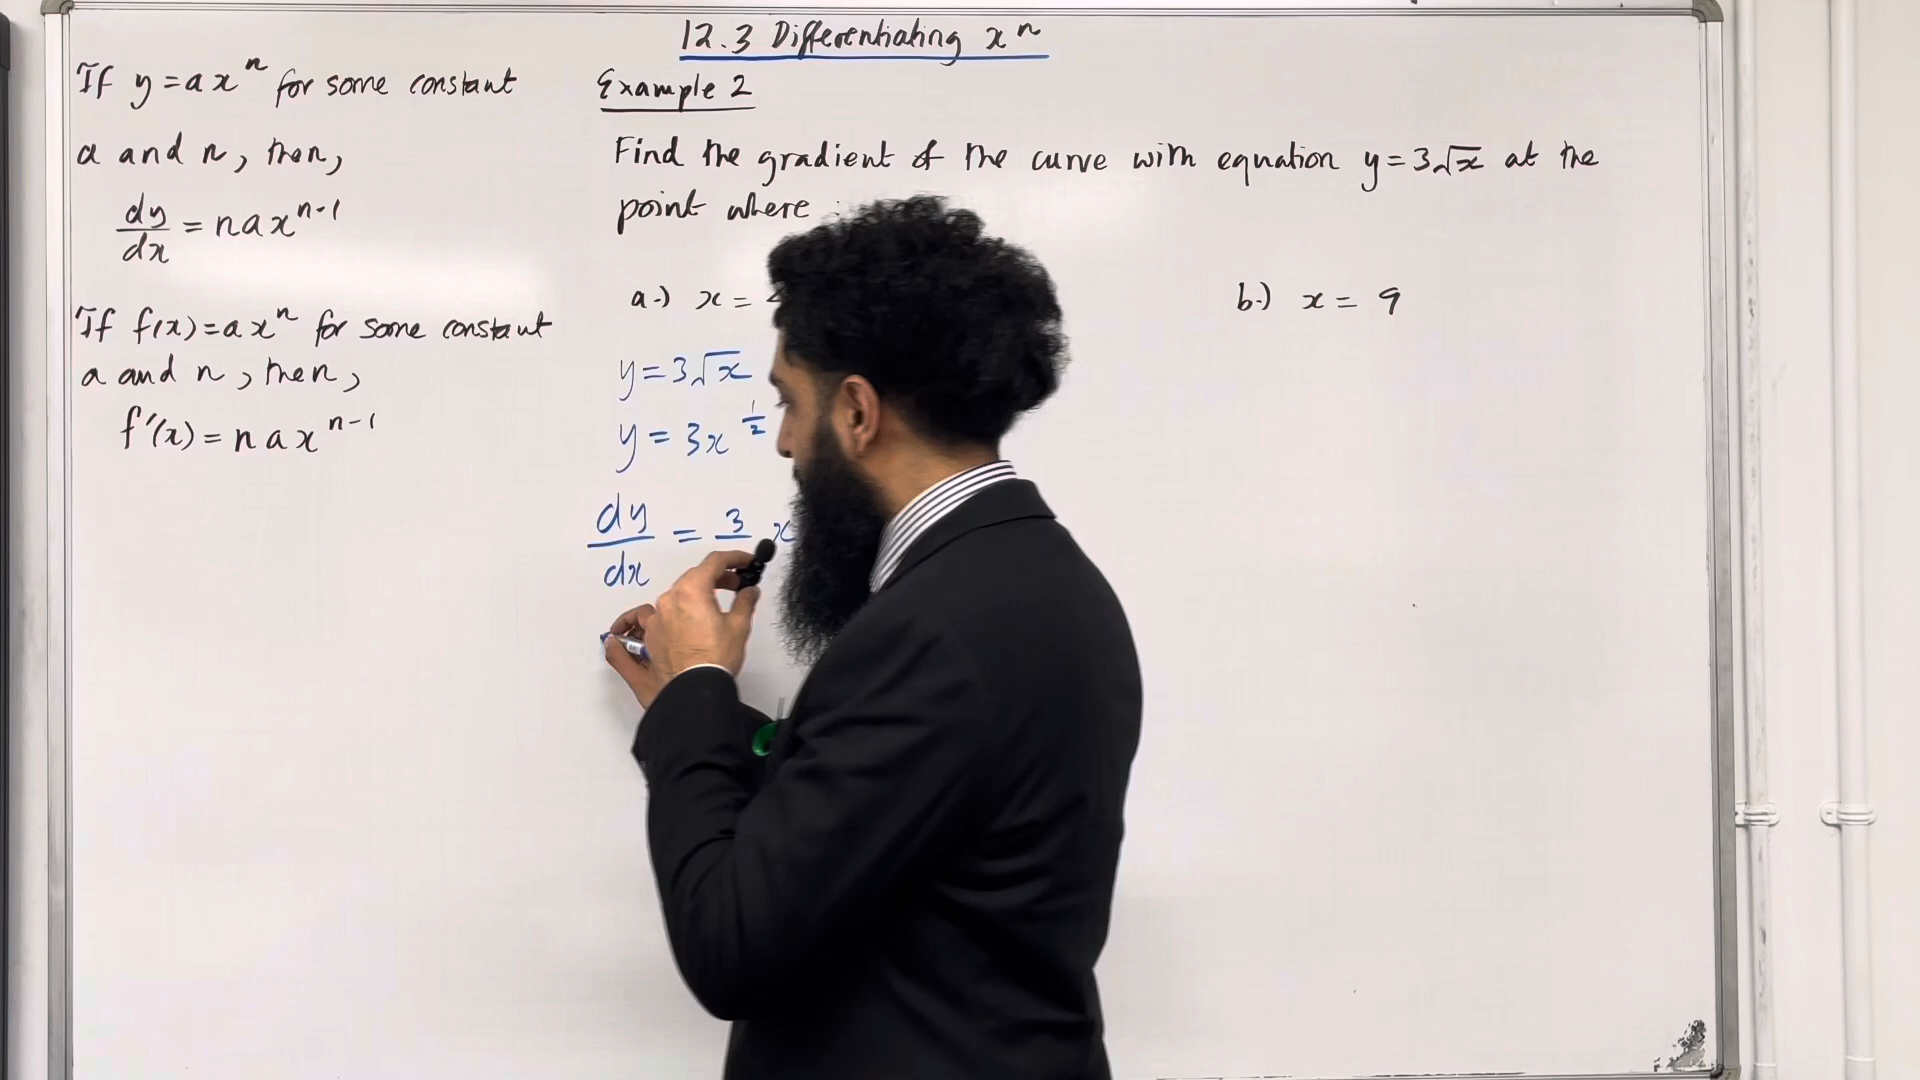 12.3 Differentiating xⁿ
If y = axⁿ for some constant
a and n, then,
dy/dx = naxⁿ⁻¹
If f(x) = axⁿ for some constant
a and n, then,
f'(x) = naxⁿ⁻¹
Example 2
Find the gradient of the curve with equation y = 3√x at the
point where :
a.) x =
b.) x = 9
y = 3√x
y = 3x^(1/2)
dy/dx = 3 x